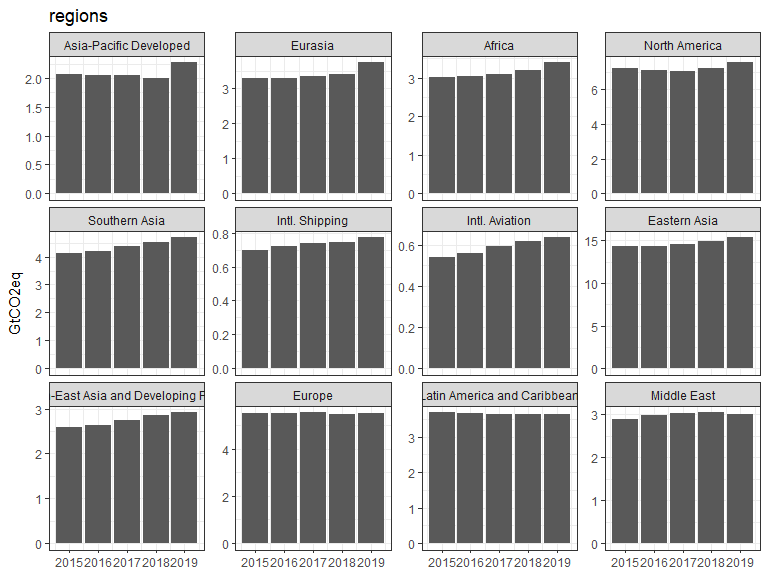 regions
Asia-Pacific Developed
Eurasia
Africa
North America
2.0
1.5
1.0
0.5
0.0
3
2
1
0
3
2
1
0
6
4
2
0
Southern Asia
Intl. Shipping
Intl. Aviation
Eastern Asia
4
3
2
1
0
0.8
0.6
0.4
0.2
0.0
0.6
0.4
0.2
0.0
15
10
5
0
GtCO2eq
-East Asia and Developing P
Europe
Latin America and Caribbean
Middle East
3
2
1
0
4
2
0
3
2
1
0
3
2
1
0
2015 2016 2017 2018 2019
2015 2016 2017 2018 2019
2015 2016 2017 2018 2019
2015 2016 2017 2018 2019